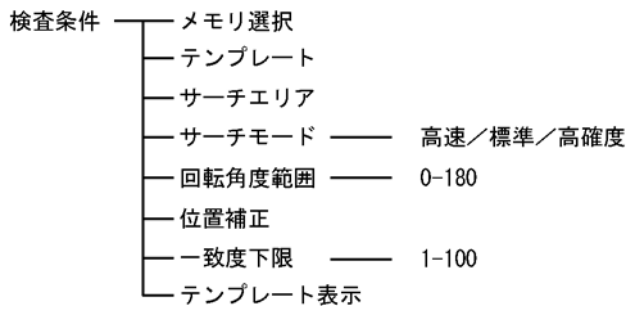 検査条件 メモリ選択
テンプレート
サーチエリア
サーチモード 高速／標準／高確度
回転角度範囲 0-180
位置補正
一致度下限 1-100
テンプレート表示